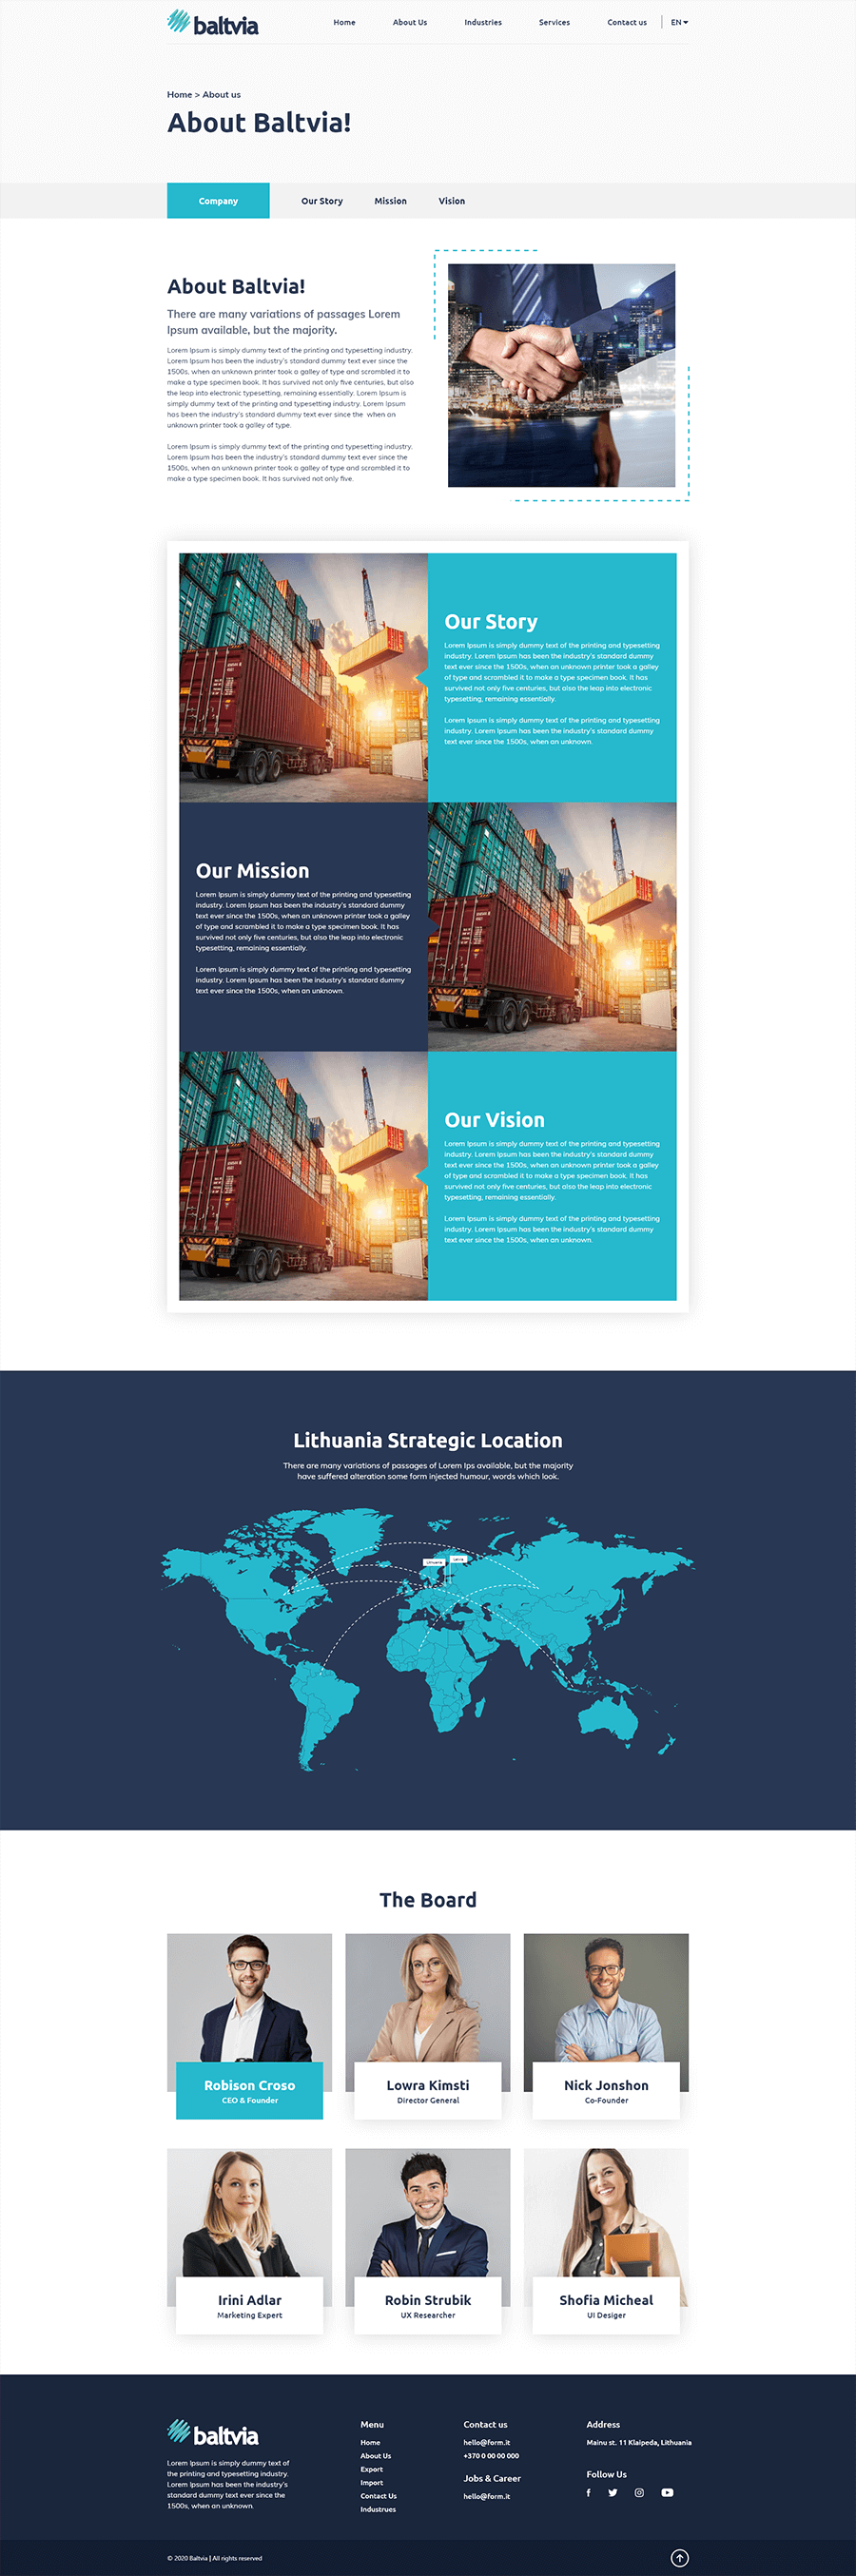 baltvia
Home About Us Industries Services Contact us EN
Home > About us
About Baltvia!
Company Our Story Mission Vision
About Baltvia!
There are many variations of passages Lorem
Ipsum available, but the majority.
Lorem Ipsum is simply dummy text of the printing and typesetting industry.
Lorem Ipsum has been the industry's standard dummy text ever since the
1500s, when an unknown printer took a galley of type and scrambled it to
make a type specimen book. It has survived not only five centuries, but also
the leap into electronic typesetting, remaining essentially. Lorem Ipsum is
simply dummy text of the printing and typesetting industry. Lorem Ipsum
has been the industry's standard dummy text ever since the when an
unknown printer took a galley of type.
Lorem Ipsum is simply dummy text of the printing and typesetting industry.
Lorem Ipsum has been the industry's standard dummy text ever since the
1500s, when an unknown printer took a galley of type and scrambled it to
make a type specimen book. It has survived not only five.
Our Story
Lorem Ipsum is simply dummy text of the printing and typesetting
industry. Lorem Ipsum has been the industry's standard dummy
text ever since the 1500s, when an unknown printer took a galley
of type and scrambled it to make a type specimen book. It has
survived not only five centuries, but also the leap into electronic
typesetting, remaining essentially.
Lorem Ipsum is simply dummy text of the printing and typesetting
industry. Lorem Ipsum has been the industry's standard dummy
text ever since the 1500s, when an unknown.
Our Mission
Lorem Ipsum is simply dummy text of the printing and typesetting
industry. Lorem Ipsum has been the industry's standard dummy
text ever since the 1500s, when an unknown printer took a galley
of type and scrambled it to make a type specimen book. It has
survived not only five centuries, but also the leap into electronic
typesetting, remaining essentially.
Lorem Ipsum is simply dummy text of the printing and typesetting
industry. Lorem Ipsum has been the industry's standard dummy
text ever since the 1500s, when an unknown.
Our Vision
Lorem Ipsum is simply dummy text of the printing and typesetting
industry. Lorem Ipsum has been the industry's standard dummy
text ever since the 1500s, when an unknown printer took a galley
of type and scrambled it to make a type specimen book. It has
survived not only five centuries, but also the leap into electronic
typesetting, remaining essentially.
Lorem Ipsum is simply dummy text of the printing and typesetting
industry. Lorem Ipsum has been the industry's standard dummy
text ever since the 1500s, when an unknown.
Lithuania Strategic Location
There are many variations of passages of Lorem Ips available, but the majority
have suffered alteration some form injected humour, words which look.
Lithuania
The Board
Robison Croso
CEO & Founder
Lowra Kimsti
Director General
Nick Jonshon
Co-Founder
Irini Adlar
Marketing Expert
Robin Strubik
UX Researcher
Shofia Micheal
UI Desiger
baltvia
Lorem Ipsum is simply dummy text of
the printing and typesetting industry.
Lorem Ipsum has been the industry's
standard dummy text ever since the
1500s, when an unknown.
Menu
Home
About Us
Export
Import
Contact Us
Industrues
Contact us
hello@form.it
+370 0 00 00 000
Jobs & Career
hello@form.it
Address
Mainu st. 11 Klaipeda, Lithuania
Follow Us
© 2020 Baltvia | All rights reserved